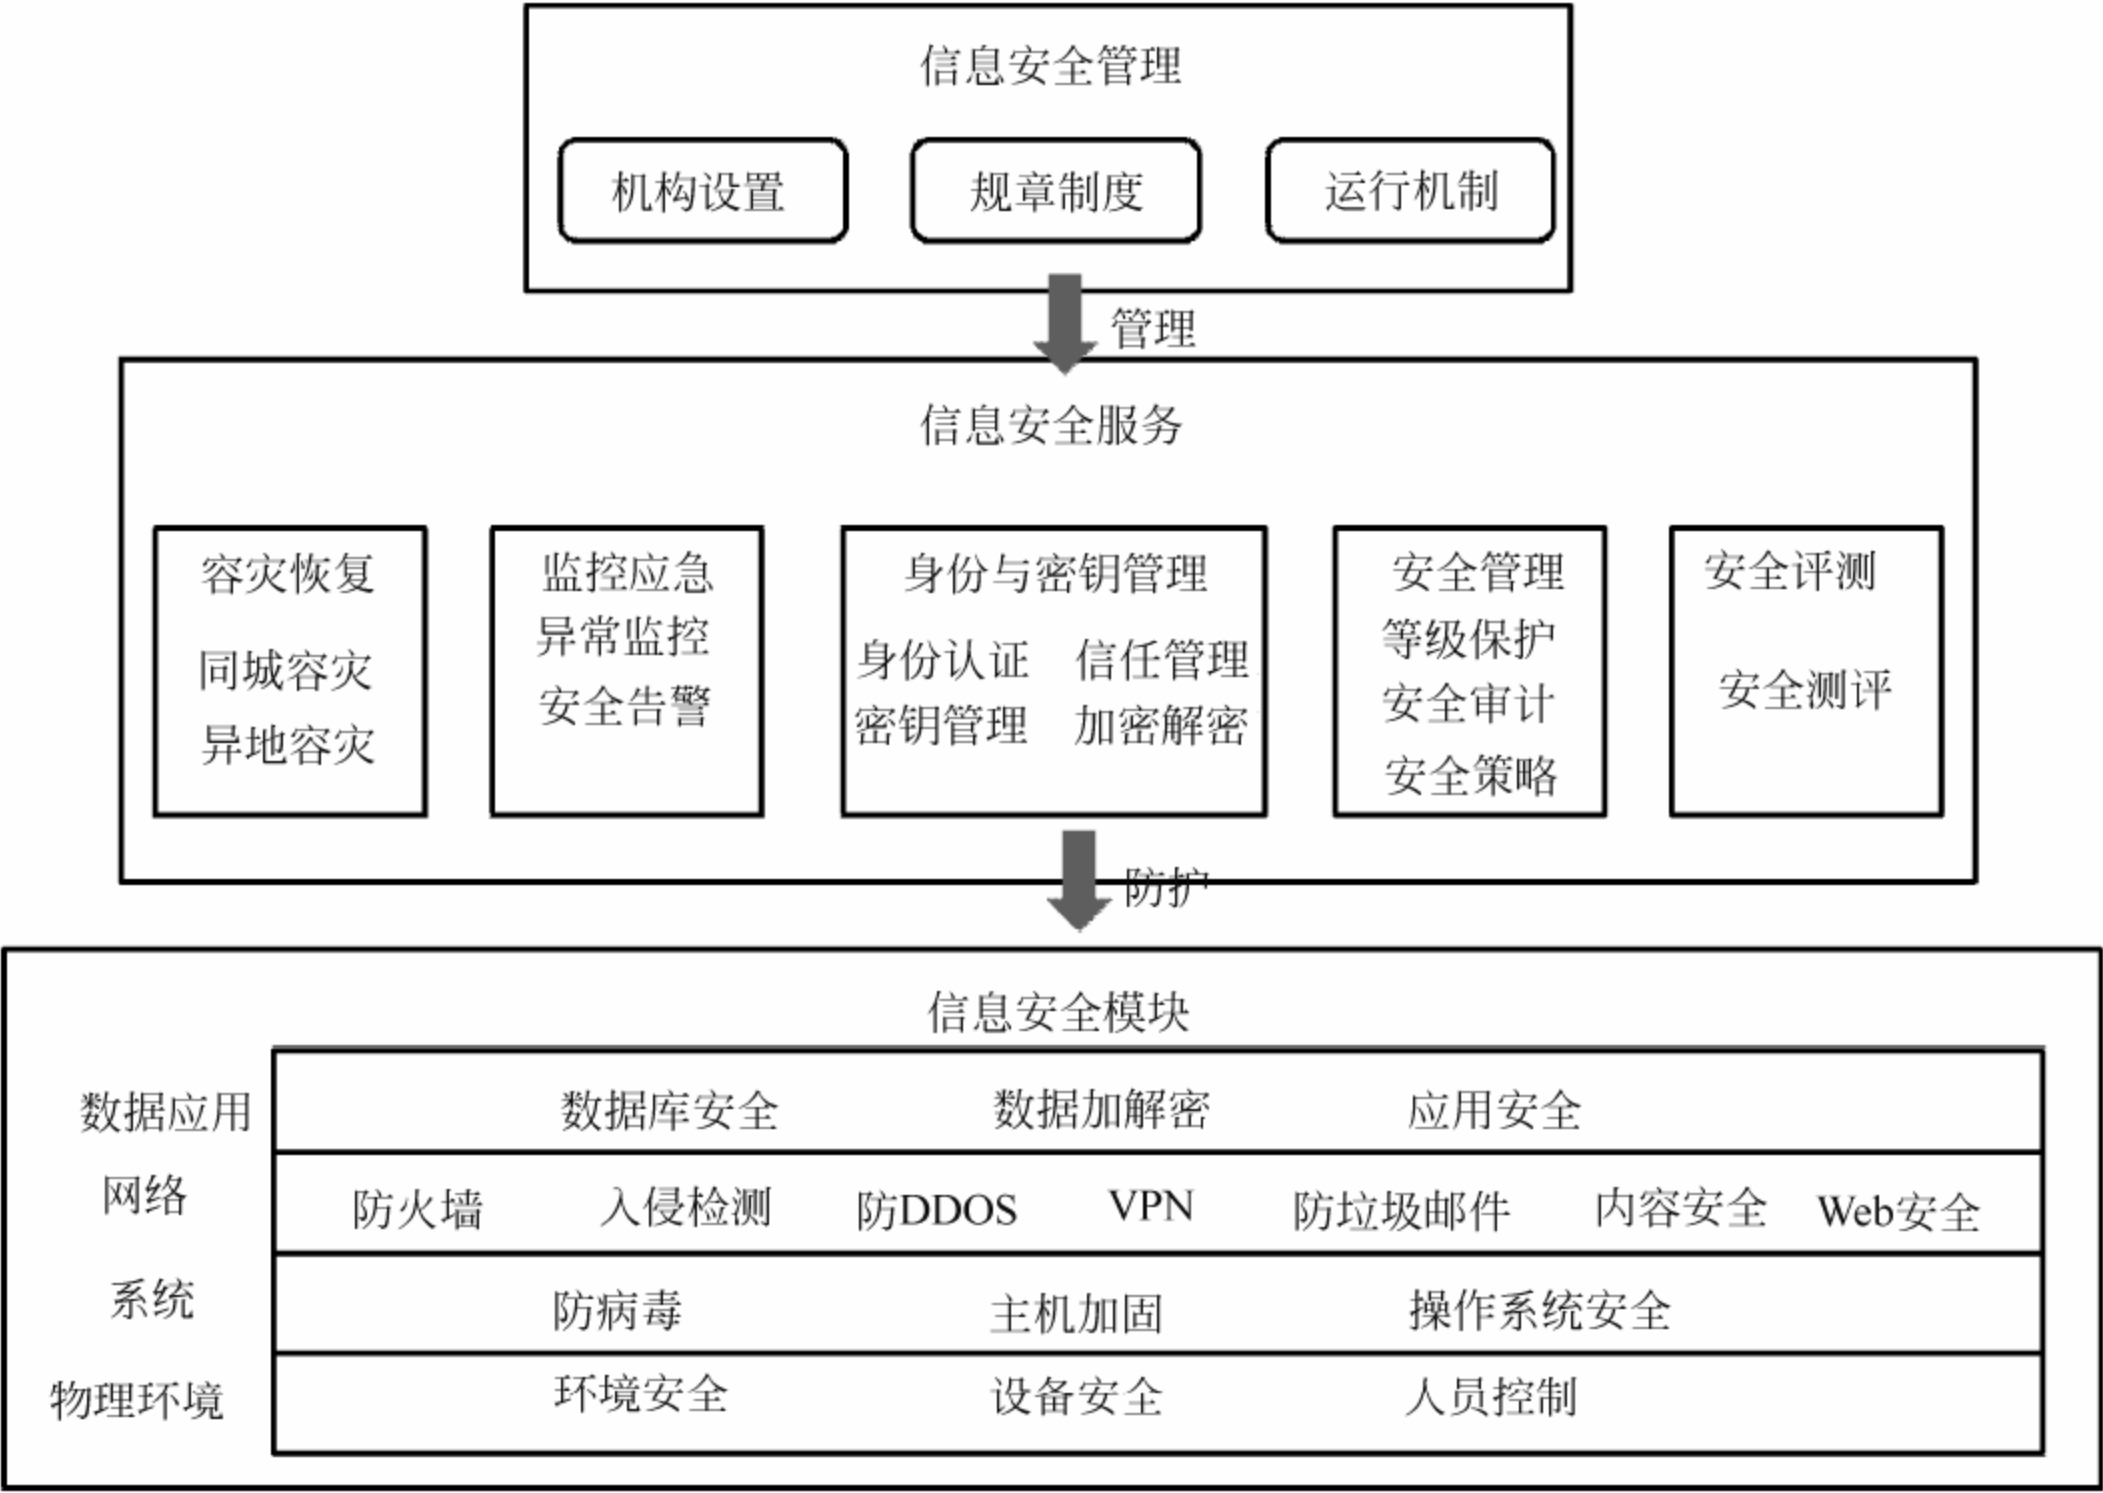 信息安全管理
机构设置 规章制度 运行机制
管理
信息安全服务
容灾恢复
同城容灾
异地容灾
监控应急
异常监控
安全告警
身份与密钥管理
身份认证 信任管理
密钥管理 加密解密
安全管理
等级保护
安全审计
安全策略
安全评测
安全测评
防护
信息安全模块
数据应用 数据库安全 数据加解密 应用安全
网络 防火墙 入侵检测 防DDOS VPN 防垃圾邮件 内容安全 Web安全
系统 防病毒 主机加固 操作系统安全
物理环境 环境安全 设备安全 人员控制